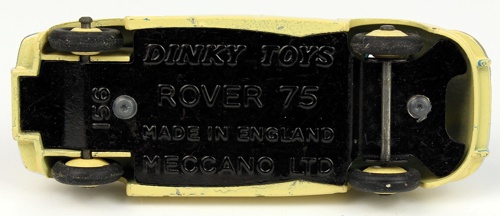 DINKY TOYS
ROVER 75
MADE IN ENGLAND
MECCANO LTD
156